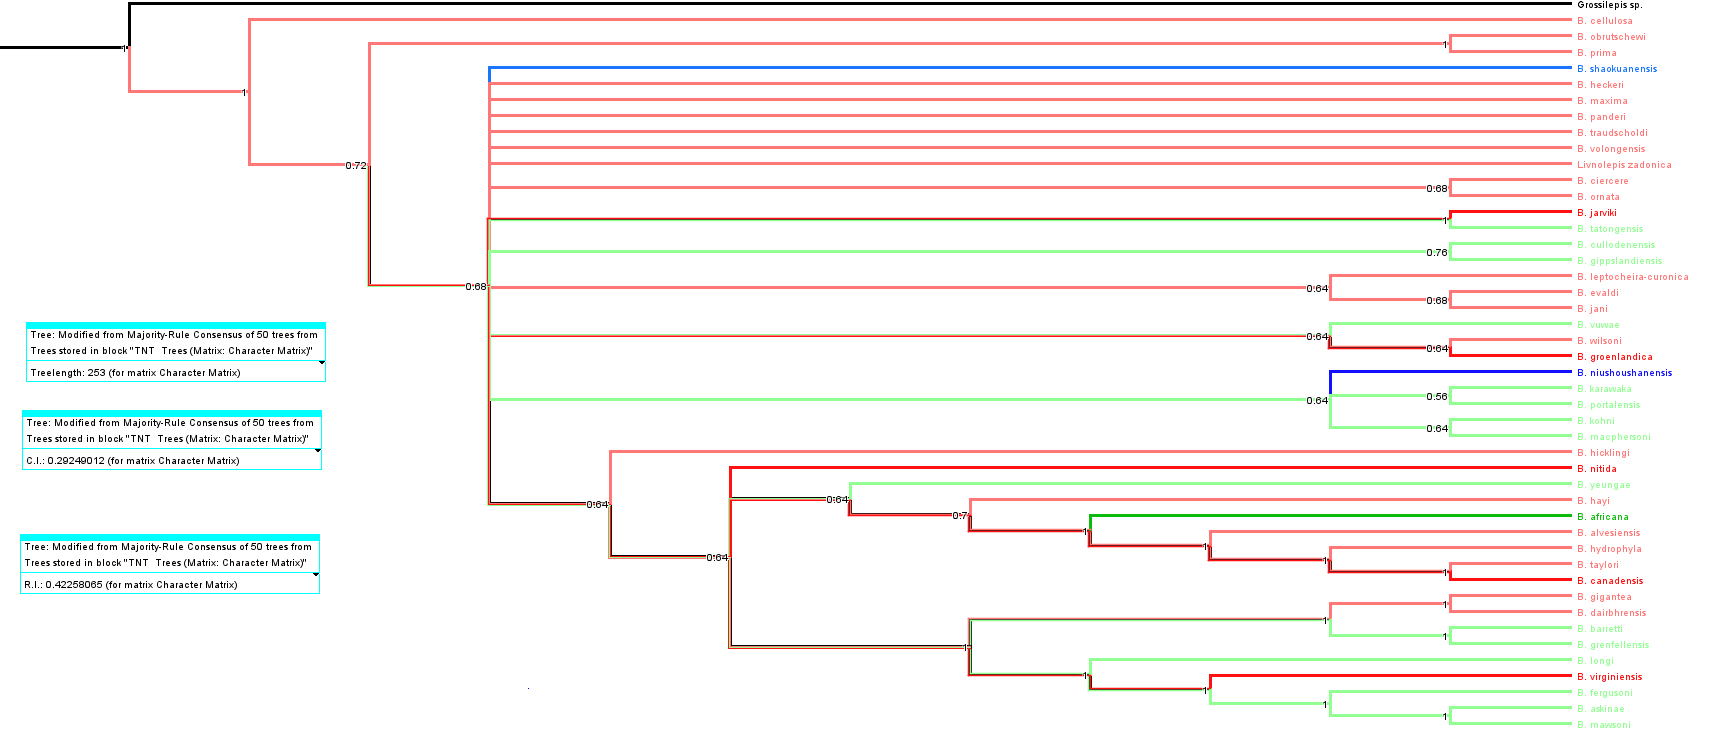 Grossilepis sp.
B. cellulosa
B. obrutschewi
B. prima
B. shaokuanensis
B. heckeri
B. maxima
B. panderi
B. traudscholdi
B. volongensis
Livnolepis zadonica
B. ciercere
B. ornata
B. jarviki
B. tatongensis
B. cullodenensis
B. gippslandiensis
B. leptocheira-curonica
B. evaldi
B. jani
B. vuwae
B. wilsoni
B. groenlandica
B. niushoushanensis
B. karawaka
B. portalensis
B. kohni
B. macphersoni
B. hicklingi
B. nitida
B. yeungae
B. hayi
B. africana
B. alvesiensis
B. hydrophyla
B. taylori
B. canadensis
B. gigantea
B. dairbhrensis
B. barretti
B. grenfellensis
B. longi
B. virginiensis
B. fergusoni
B. askinae
B. mawsoni
1
1
0.72
1
0.68
0.68
1
0.76
0.64
0.68
0.64
0.64
0.64
0.56
0.64
0.64
0.64
0.64
0.7
1
1
1
1
1
1
1
1
1
1
1
1
Tree: Modified from Majority-Rule Consensus of 50 trees from
Trees stored in block "TNT Trees (Matrix: Character Matrix)"
Treelength: 253 (for matrix Character Matrix)
Tree: Modified from Majority-Rule Consensus of 50 trees from
Trees stored in block "TNT Trees (Matrix: Character Matrix)"
C.I.: 0.29249012 (for matrix Character Matrix)
Tree: Modified from Majority-Rule Consensus of 50 trees from
Trees stored in block "TNT Trees (Matrix: Character Matrix)"
R.I.: 0.42258065 (for matrix Character Matrix)